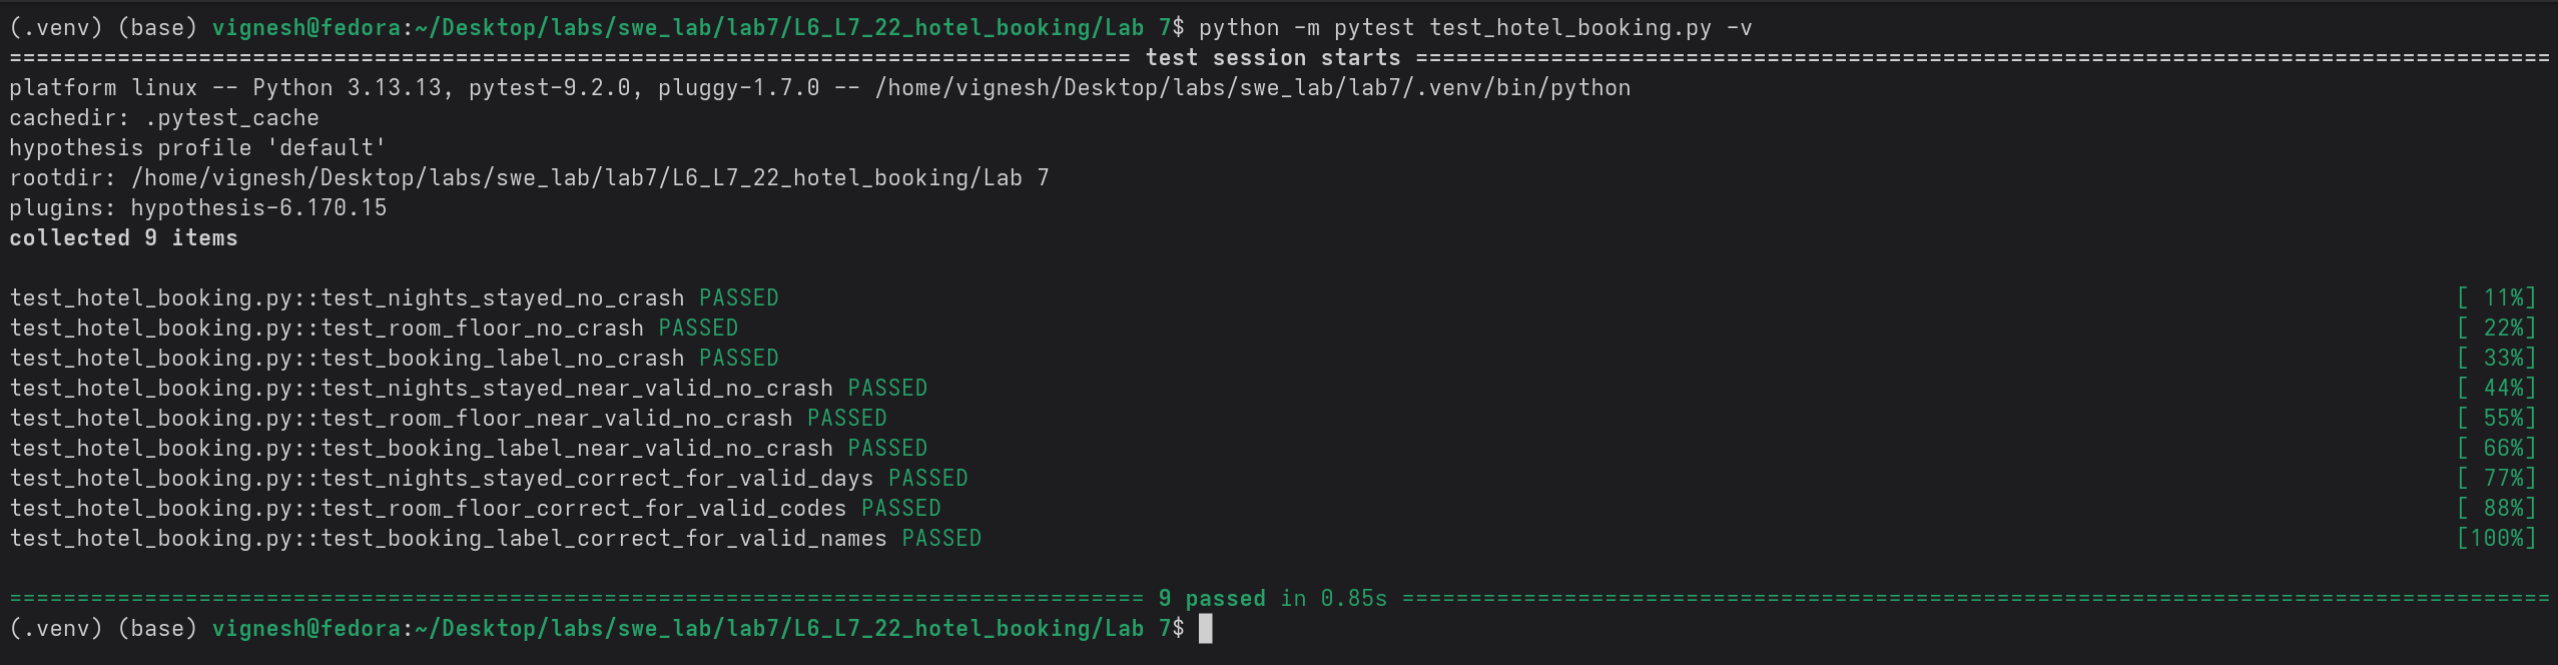 (.venv) (base) vignesh@fedora:~/Desktop/labs/swe_lab/lab7/L6_L7_22_hotel_booking/Lab 7$ python -m pytest test_hotel_booking.py -v
=================================================================================== test session starts ====================================================================================
platform linux -- Python 3.13.13, pytest-9.2.0, pluggy-1.7.0 -- /home/vignesh/Desktop/labs/swe_lab/lab7/.venv/bin/python
cachedir: .pytest_cache
hypothesis profile 'default'
rootdir: /home/vignesh/Desktop/labs/swe_lab/lab7/L6_L7_22_hotel_booking/Lab 7
plugins: hypothesis-6.170.15
collected 9 items
test_hotel_booking.py::test_nights_stayed_no_crash PASSED [ 11%]
test_hotel_booking.py::test_room_floor_no_crash PASSED [ 22%]
test_hotel_booking.py::test_booking_label_no_crash PASSED [ 33%]
test_hotel_booking.py::test_nights_stayed_near_valid_no_crash PASSED [ 44%]
test_hotel_booking.py::test_room_floor_near_valid_no_crash PASSED [ 55%]
test_hotel_booking.py::test_booking_label_near_valid_no_crash PASSED [ 66%]
test_hotel_booking.py::test_nights_stayed_correct_for_valid_days PASSED [ 77%]
test_hotel_booking.py::test_room_floor_correct_for_valid_codes PASSED [ 88%]
test_hotel_booking.py::test_booking_label_correct_for_valid_names PASSED [100%]
==================================================================================== 9 passed in 0.85s =====================================================================================
(.venv) (base) vignesh@fedora:~/Desktop/labs/swe_lab/lab7/L6_L7_22_hotel_booking/Lab 7$